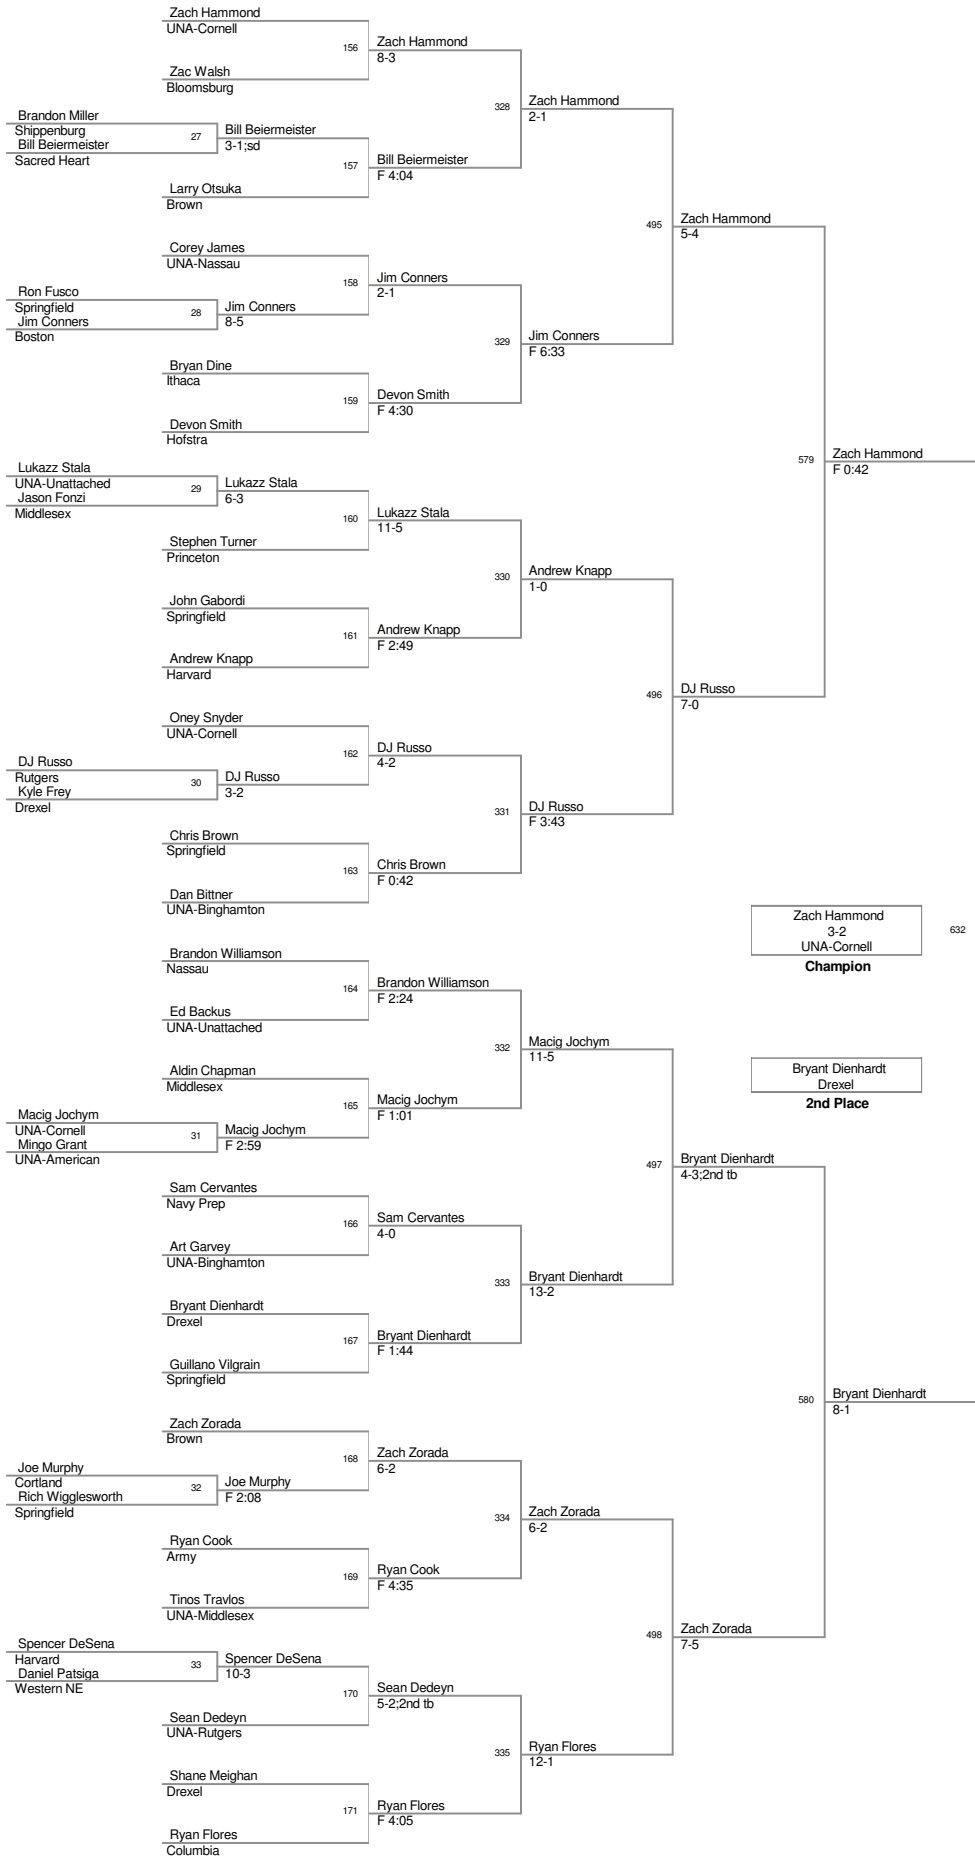 Zach Hammond
UNA-Cornell
156
Zach Hammond
8-3
Zac Walsh
Bloomsburg
328
Zach Hammond
2-1
Brandon Miller
Shippenburg
27
Bill Beiermeister
3-1;sd
Bill Beiermeister
Sacred Heart
157
Bill Beiermeister
F 4:04
Larry Otsuka
Brown
495
Zach Hammond
5-4
Corey James
UNA-Nassau
158
Jim Conners
2-1
Ron Fusco
Springfield
28
Jim Conners
8-5
Jim Conners
Boston
329
Jim Conners
F 6:33
Bryan Dine
Ithaca
159
Devon Smith
F 4:30
Devon Smith
Hofstra
579
Zach Hammond
F 0:42
Lukazz Stala
UNA-Unattached
29
Lukazz Stala
6-3
Jason Fonzi
Middlesex
160
Lukazz Stala
11-5
Stephen Turner
Princeton
330
Andrew Knapp
1-0
John Gabordi
Springfield
161
Andrew Knapp
F 2:49
Andrew Knapp
Harvard
496
DJ Russo
7-0
Oney Snyder
UNA-Cornell
162
DJ Russo
4-2
DJ Russo
Rutgers
30
DJ Russo
3-2
Kyle Frey
Drexel
331
DJ Russo
F 3:43
Chris Brown
Springfield
163
Chris Brown
F 0:42
Dan Bittner
UNA-Binghamton
Zach Hammond
3-2
UNA-Cornell
632
Champion
Brandon Williamson
Nassau
164
Brandon Williamson
F 2:24
Ed Backus
UNA-Unattached
332
Macig Jochym
11-5
Aldin Chapman
Middlesex
165
Macig Jochym
F 1:01
Bryant Dienhardt
Drexel
2nd Place
Macig Jochym
UNA-Cornell
31
Macig Jochym
F 2:59
Mingo Grant
UNA-American
497
Bryant Dienhardt
4-3;2nd tb
Sam Cervantes
Navy Prep
166
Sam Cervantes
4-0
Art Garvey
UNA-Binghamton
333
Bryant Dienhardt
13-2
Bryant Dienhardt
Drexel
167
Bryant Dienhardt
F 1:44
Guillano Vilgrain
Springfield
580
Bryant Dienhardt
8-1
Zach Zorada
Brown
168
Zach Zorada
6-2
Joe Murphy
Cortland
32
Joe Murphy
F 2:08
Rich Wigglesworth
Springfield
334
Zach Zorada
6-2
Ryan Cook
Army
169
Ryan Cook
F 4:35
Tinos Travlos
UNA-Middlesex
498
Zach Zorada
7-5
Spencer DeSena
Harvard
33
Spencer DeSena
10-3
Daniel Patsiga
Western NE
170
Sean Dedeyn
5-2;2nd tb
Sean Dedeyn
UNA-Rutgers
335
Ryan Flores
12-1
Shane Meighan
Drexel
171
Ryan Flores
F 4:05
Ryan Flores
Columbia